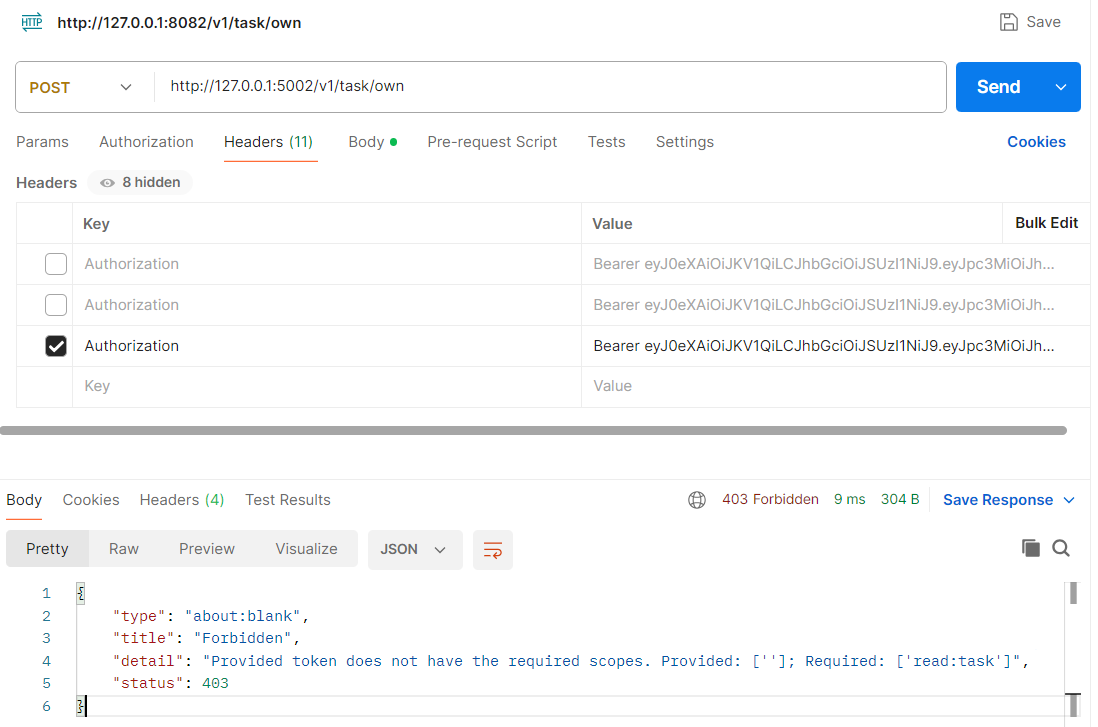 HTTP http://127.0.0.1:8082/v1/task/own Save
POST http://127.0.0.1:5002/v1/task/own Send
Params Authorization Headers (11) Body Pre-request Script Tests Settings Cookies
Headers 8 hidden
Key Value Bulk Edit
Authorization Bearer eyJ0eXAiOiJKV1QiLCJhbGciOiJSUzI1NiJ9.eyJpc3MiOiJh...
Authorization Bearer eyJ0eXAiOiJKV1QiLCJhbGciOiJSUzI1NiJ9.eyJpc3MiOiJh...
Authorization Bearer eyJ0eXAiOiJKV1QiLCJhbGciOiJSUzI1NiJ9.eyJpc3MiOiJh...
Key Value
Body Cookies Headers (4) Test Results 403 Forbidden 9 ms 304 B Save Response
Pretty Raw Preview Visualize JSON
1 {
2 "type": "about:blank",
3 "title": "Forbidden",
4 "detail": "Provided token does not have the required scopes. Provided: ['']; Required: ['read:task']",
5 "status": 403
6 }